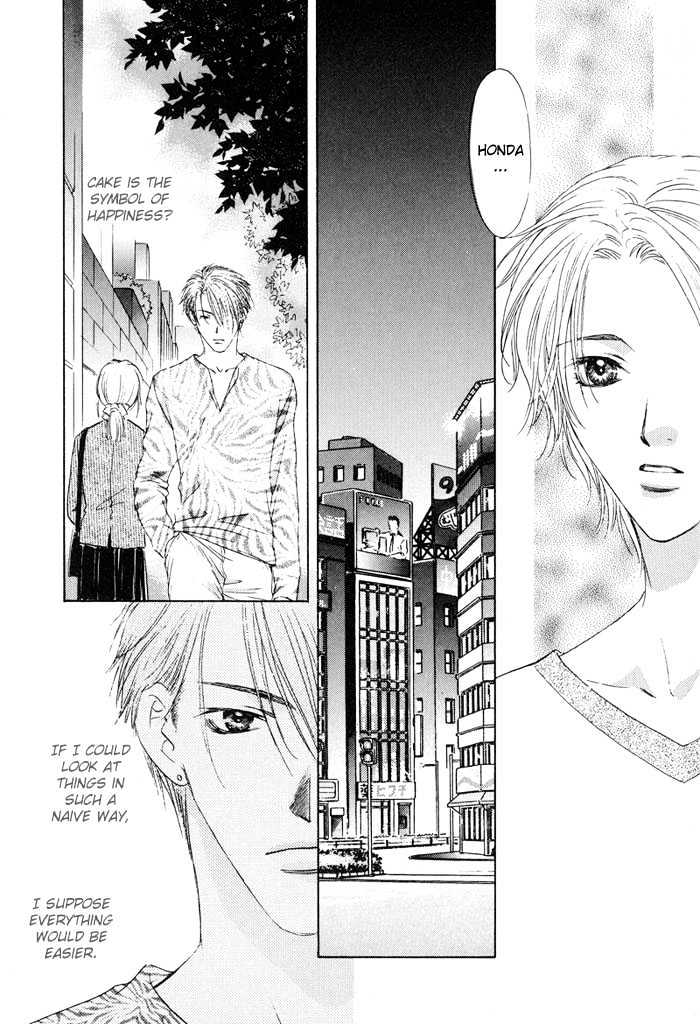 HONDA
...
CAKE IS THE
SYMBOL OF
HAPPINESS?
IF I COULD
LOOK AT
THINGS IN
SUCH A
NAIVE WAY,
I SUPPOSE
EVERYTHING
WOULD BE
EASIER.
9